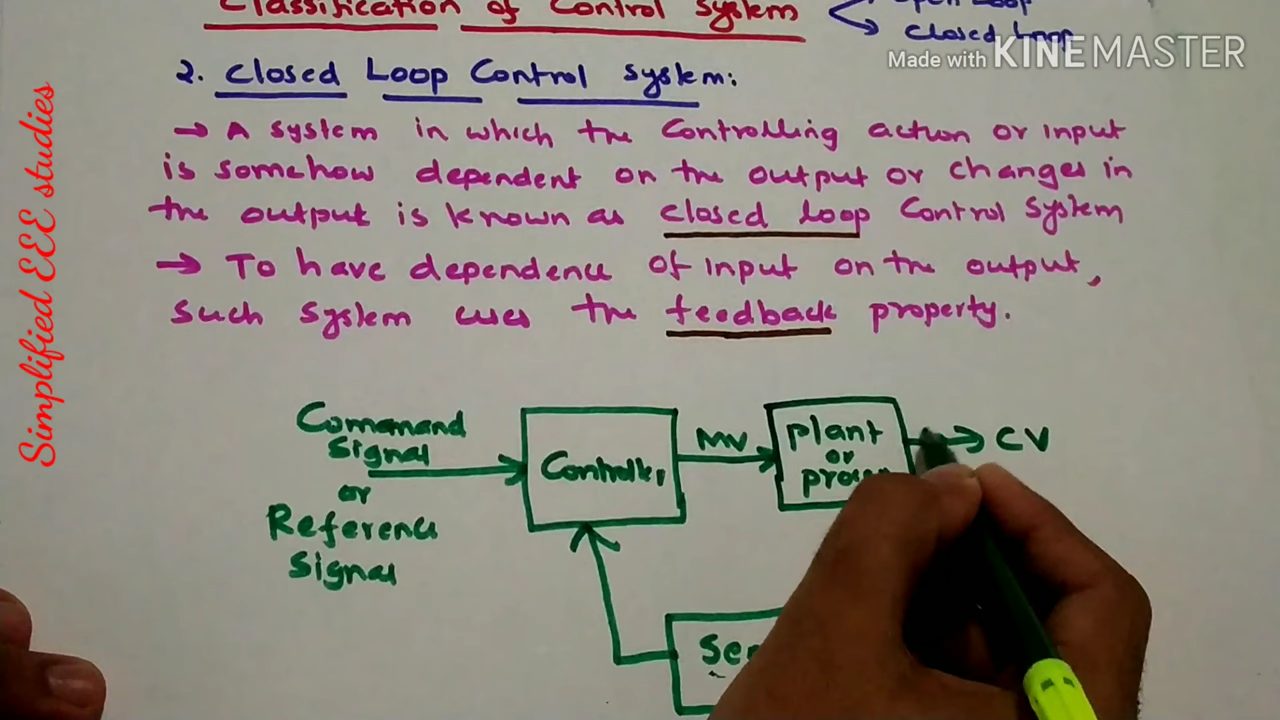 Classification of Control System
Open Loop
Closed Loop
Made with KINEMASTER
2. Closed Loop Control System:
→ A system in which the Controlling action or input
is somehow dependent on the output or changes in
the output is known as closed loop Control System
→ To have dependence of input on the output,
such system uses the feedback property.
Simplified EEE studies
Comamand
Signal
or
Reference
Signal
Controller
MV
plant
or
CV